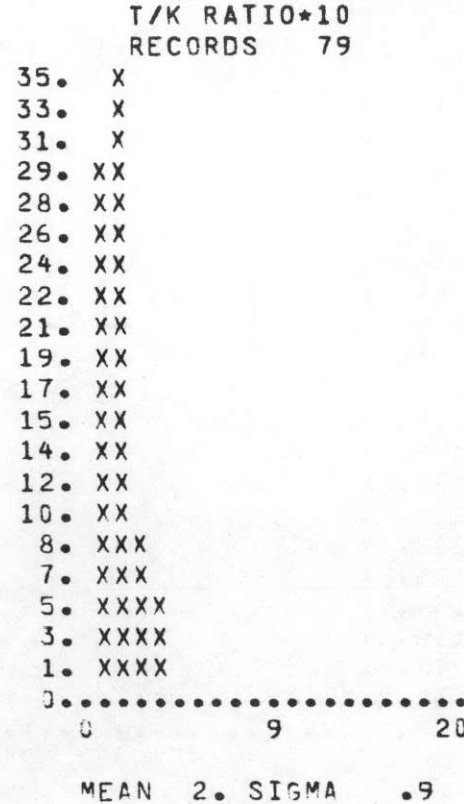 T/K RATIO*10
RECORDS 79
35. X
33. X
31. X
29. XX
28. XX
26. XX
24. XX
22. XX
21. XX
19. XX
17. XX
15. XX
14. XX
12. XX
10. XX
8. XXX
7. XXX
5. XXXX
3. XXXX
1. XXXX
0......................
0 9 20
MEAN 2. SIGMA .9